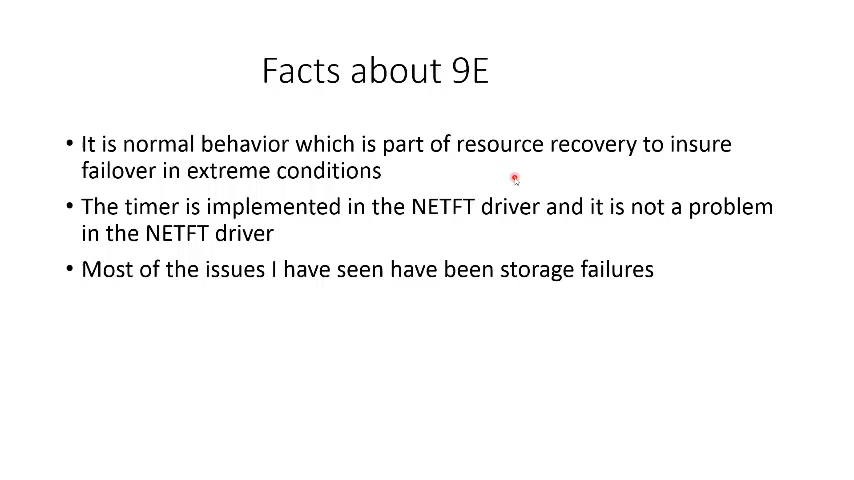 Facts about 9E
• It is normal behavior which is part of resource recovery to insure
failover in extreme conditions
• The timer is implemented in the NETFT driver and it is not a problem
in the NETFT driver
• Most of the issues I have seen have been storage failures